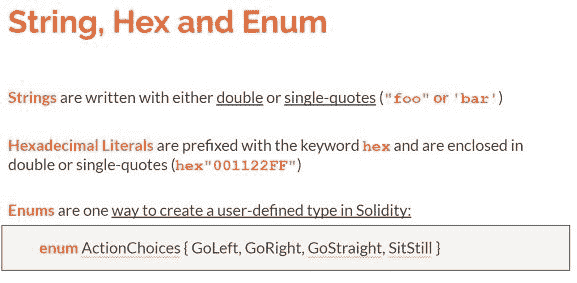 String, Hex and Enum
Strings are written with either double or single-quotes ("foo" or 'bar')
Hexadecimal Literals are prefixed with the keyword hex and are enclosed in
double or single-quotes (hex"001122FF")
Enums are one way to create a user-defined type in Solidity:
enum ActionChoices { GoLeft, GoRight, GoStraight, SitStill }